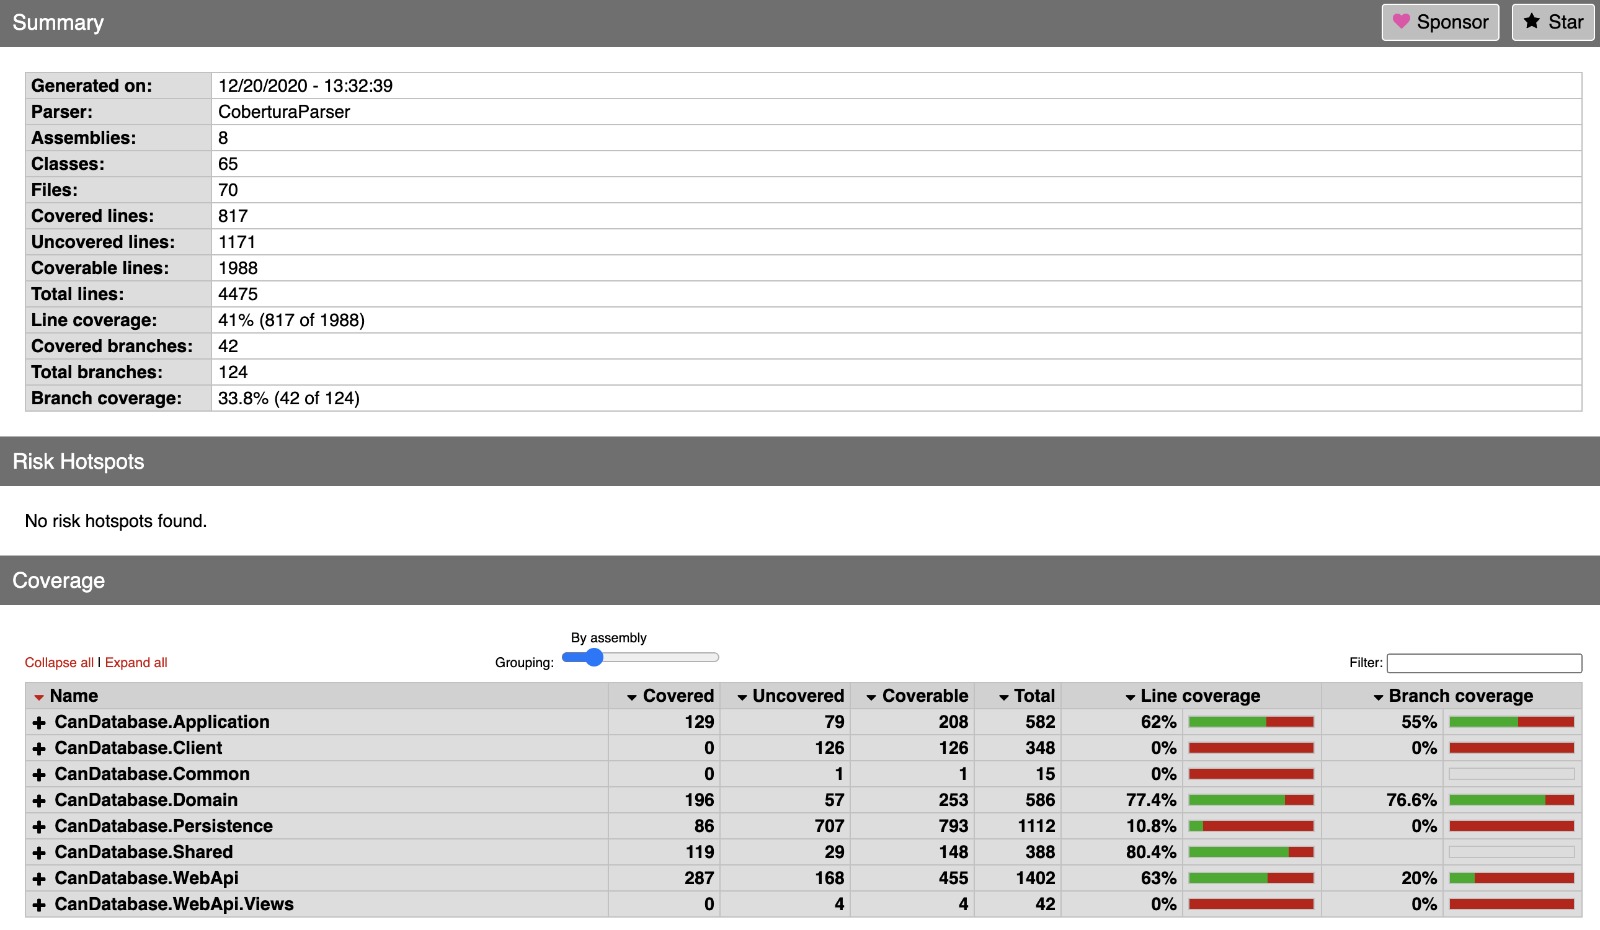 Summary
Sponsor
Star
Generated on: 12/20/2020 - 13:32:39
Parser: CoberturaParser
Assemblies: 8
Classes: 65
Files: 70
Covered lines: 817
Uncovered lines: 1171
Coverable lines: 1988
Total lines: 4475
Line coverage: 41% (817 of 1988)
Covered branches: 42
Total branches: 124
Branch coverage: 33.8% (42 of 124)
Risk Hotspots
No risk hotspots found.
Coverage
By assembly
Collapse all | Expand all Grouping: Filter:
Name Covered Uncovered Coverable Total Line coverage Branch coverage
CanDatabase.Application 129 79 208 582 62% 55%
CanDatabase.Client 0 126 126 348 0% 0%
CanDatabase.Common 0 1 1 15 0%
CanDatabase.Domain 196 57 253 586 77.4% 76.6%
CanDatabase.Persistence 86 707 793 1112 10.8% 0%
CanDatabase.Shared 119 29 148 388 80.4%
CanDatabase.WebApi 287 168 455 1402 63% 20%
CanDatabase.WebApi.Views 0 4 4 42 0% 0%